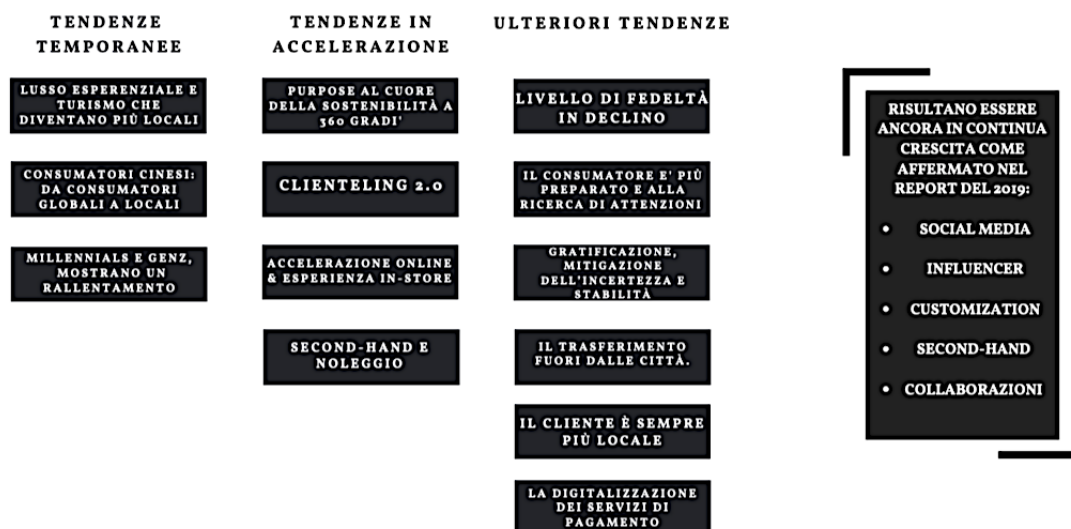 TENDENZE
TEMPORANEE
LUSSO ESPERENZIALE E
TURISMO CHE
DIVENTANO PIÙ LOCALI
CONSUMATORI CINESI:
DA CONSUMATORI
GLOBALI A LOCALI
MILLENNIALS E GENZ,
MOSTRANO UN
RALLENTAMENTO
TENDENZE IN
ACCELERAZIONE
PURPOSE AL CUORE
DELLA SOSTENIBILITÀ A
360 GRADI'
CLIENTELING 2.0
ACCELERAZIONE ONLINE
& ESPERIENZA IN-STORE
SECOND-HAND E
NOLEGGIO
ULTERIORI TENDENZE
LIVELLO DI FEDELTÀ
IN DECLINO
IL CONSUMATORE E' PIÙ
PREPARATO E ALLA
RICERCA DI ATTENZIONI
GRATIFICAZIONE,
MITIGAZIONE
DELL'INCERTEZZA E
STABILITÀ
IL TRASFERIMENTO
FUORI DALLE CITTÀ.
IL CLIENTE È SEMPRE
PIÙ LOCALE
LA DIGITALIZZAZIONE
DEI SERVIZI DI
PAGAMENTO
RISULTANO ESSERE
ANCORA IN CONTINUA
CRESCITA COME
AFFERMATO NEL
REPORT DEL 2019:
• SOCIAL MEDIA
• INFLUENCER
• CUSTOMIZATION
• SECOND-HAND
• COLLABORAZIONI